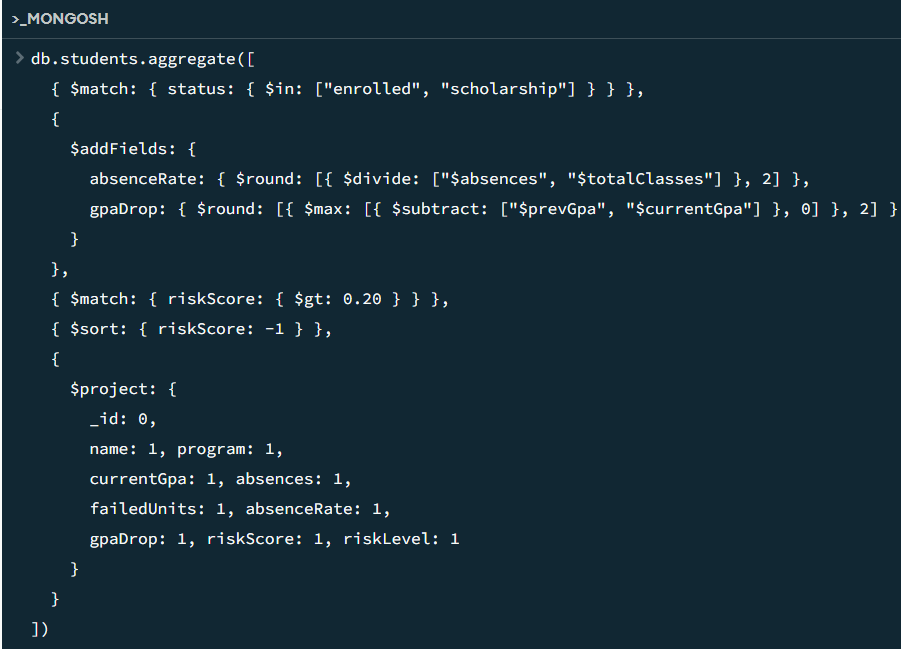 >_MONGOSH
> db.students.aggregate([
{ $match: { status: { $in: ["enrolled", "scholarship"] } } },
{
$addFields: {
absenceRate: { $round: [{ $divide: ["$absences", "$totalClasses"] }, 2] },
gpaDrop: { $round: [{ $max: [{ $subtract: ["$prevGpa", "$currentGpa"] }, 0] }, 2] }
}
},
{ $match: { riskScore: { $gt: 0.20 } } },
{ $sort: { riskScore: -1 } },
{
$project: {
_id: 0,
name: 1, program: 1,
currentGpa: 1, absences: 1,
failedUnits: 1, absenceRate: 1,
gpaDrop: 1, riskScore: 1, riskLevel: 1
}
}
])